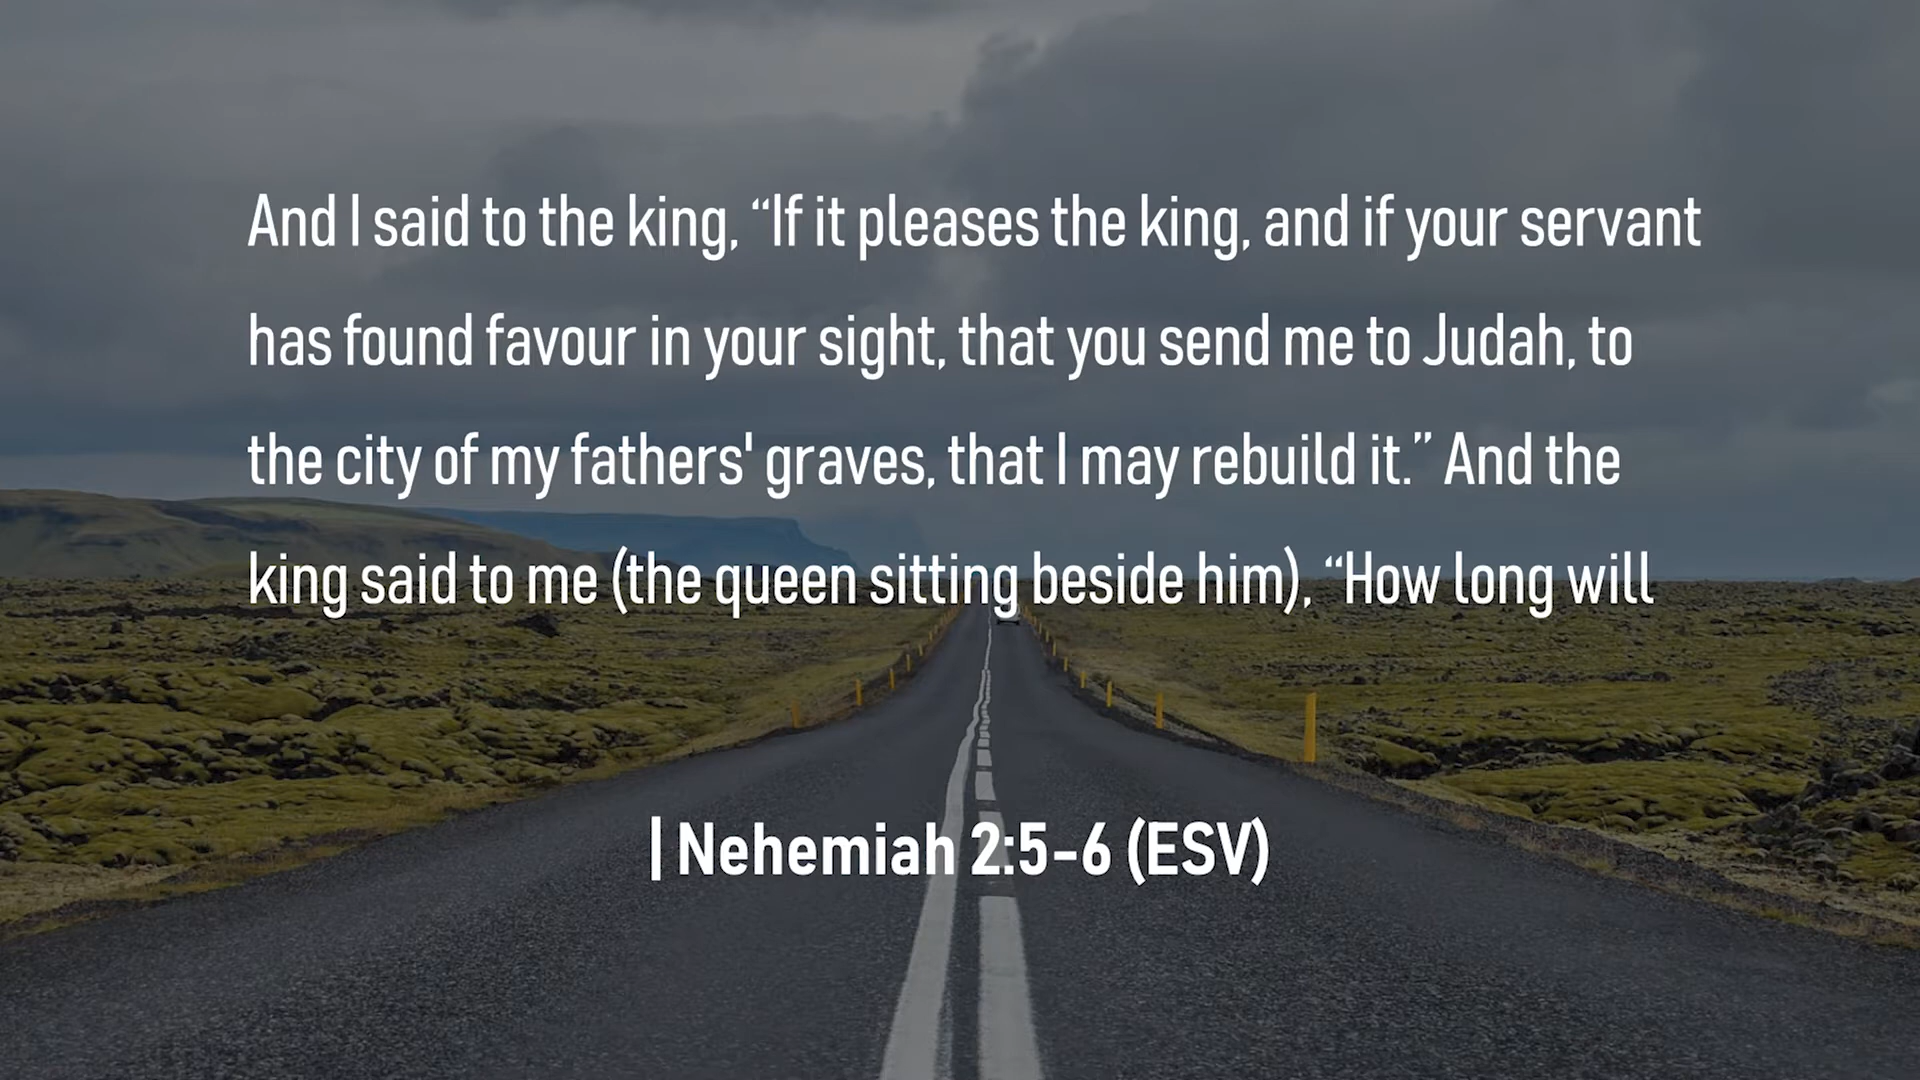 And I said to the king, “If it pleases the king, and if your servant
has found favour in your sight, that you send me to Judah, to
the city of my fathers' graves, that I may rebuild it.” And the
king said to me (the queen sitting beside him), “How long will
| Nehemiah 2:5-6 (ESV)